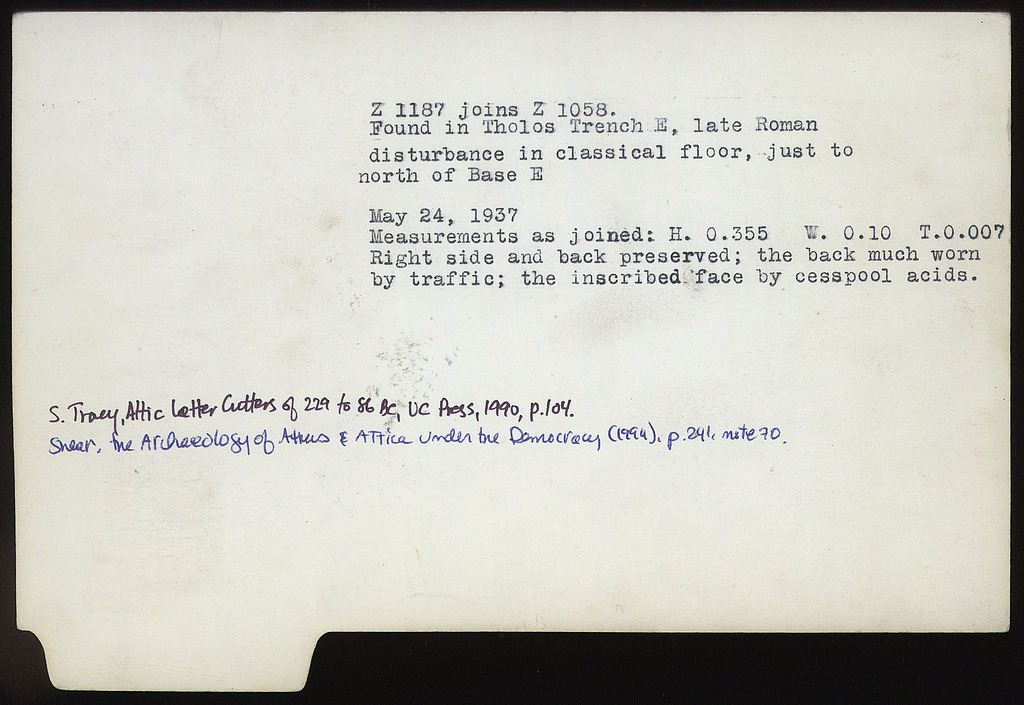 Z 1187 joins Z 1058.
Found in Tholos Trench E, late Roman
disturbance in classical floor, just to
north of Base E
May 24, 1937
Measurements as joined: H. 0.355 W. 0.10 T.0.007
Right side and back preserved; the back much worn
by traffic; the inscribed face by cesspool acids.
S. Tracy, Attic Letter Cutters of 229 to 86 BC, UC Press, 1990, p.104.
Shear, The Archaeology of Athens & Attica under the Democracy (1994), p.241, note 70.